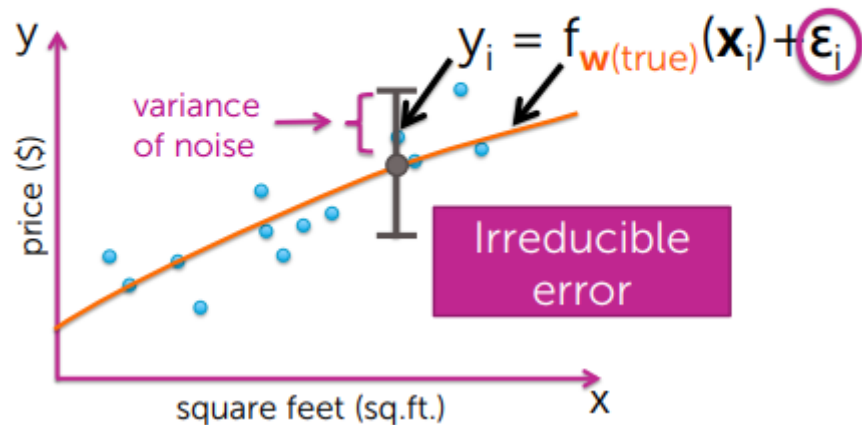 y
yᵢ = f𝐰(true)(𝐱ᵢ)+εᵢ
variance
of noise
price ($)
Irreducible
error
square feet (sq.ft.)
x